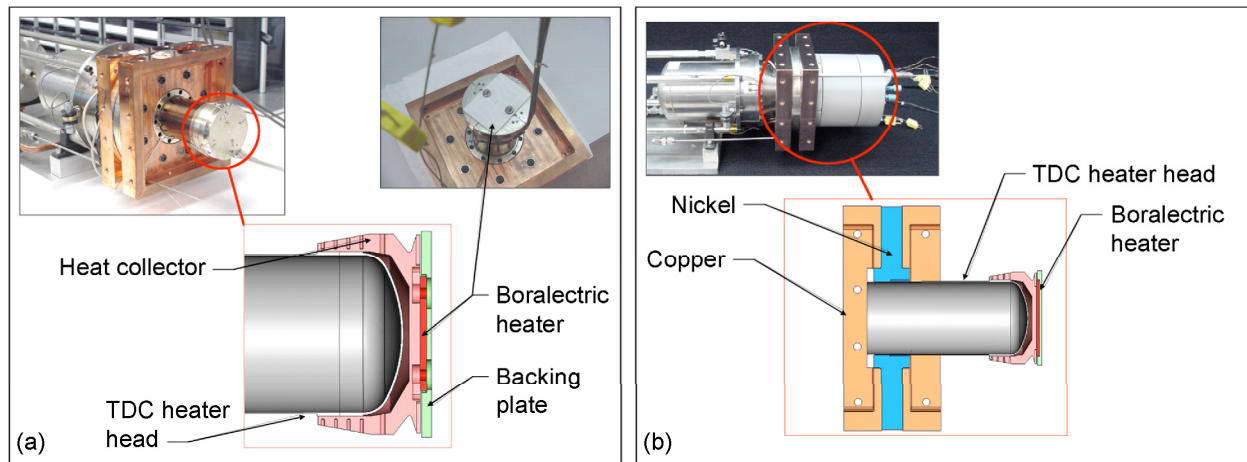 Heat collector
Boralectric
heater
Backing
plate
TDC heater
head
(a)
TDC heater head
Nickel
Boralectric
heater
Copper
(b)